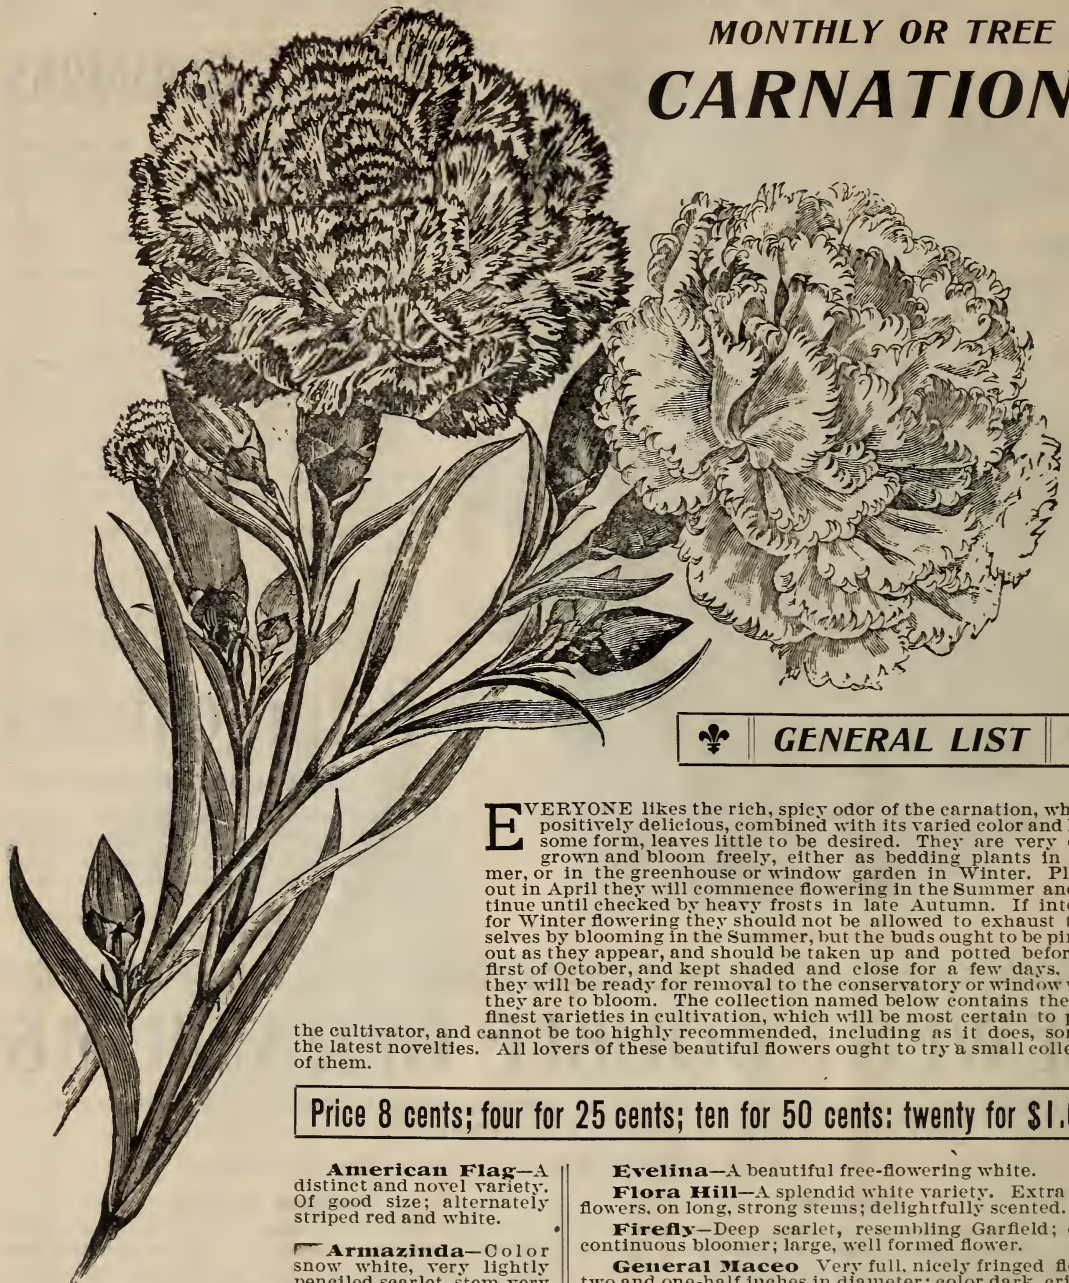 MONTHLY OR TREE
CARNATION
GENERAL LIST
EVERYONE likes the rich, spicy odor of the carnation, wh
positively delicious, combined with its varied color and
some form, leaves little to be desired. They are very
grown and bloom freely, either as bedding plants in
mer, or in the greenhouse or window garden in Winter. Pl
out in April they will commence flowering in the Summer and
tinue until checked by heavy frosts in late Autumn. If inte
for Winter flowering they should not be allowed to exhaust t
selves by blooming in the Summer, but the buds ought to be pin
out as they appear, and should be taken up and potted befor
first of October, and kept shaded and close for a few days.
they will be ready for removal to the conservatory or window
they are to bloom. The collection named below contains the
finest varieties in cultivation, which will be most certain to p
the cultivator, and cannot be too highly recommended, including as it does, so
the latest novelties. All lovers of these beautiful flowers ought to try a small colle
of them.
Price 8 cents; four for 25 cents; ten for 50 cents: twenty for $1.
American Flag—A
distinct and novel variety.
Of good size; alternately
striped red and white.
Armazinda—Color
snow white, very lightly
penciled scarlet, stem very
Evelina—A beautiful free-flowering white.
Flora Hill—A splendid white variety. Extra
flowers, on long, strong stems; delightfully scented.
Firefly—Deep scarlet, resembling Garfield;
continuous bloomer; large, well formed flower.
General Maceo Very full, nicely fringed fl
two and one-half inches in diameter; color dark